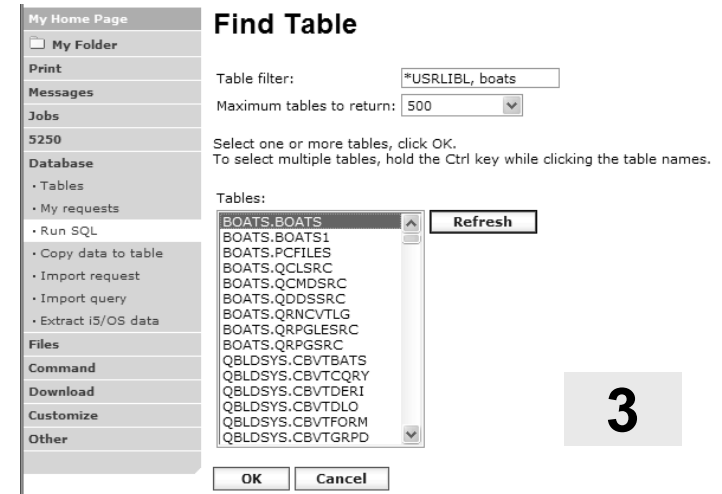 My Home Page
My Folder
Print
Messages
Jobs
5250
Database
• Tables
• My requests
• Run SQL
• Copy data to table
• Import request
• Import query
• Extract i5/OS data
Files
Command
Download
Customize
Other
Find Table
Table filter: *USRLIBL, boats
Maximum tables to return: 500
Select one or more tables, click OK.
To select multiple tables, hold the Ctrl key while clicking the table names.
Tables:
BOATS.BOATS
BOATS.BOATS1
BOATS.PCFILES
BOATS.QCLSRC
BOATS.QCMDSRC
BOATS.QDDSSRC
BOATS.QRNCVTLG
BOATS.QRPGLESRC
BOATS.QRPGSRC
QBLDSYS.CBVTBATS
QBLDSYS.CBVTCQRY
QBLDSYS.CBVTDERI
QBLDSYS.CBVTDLO
QBLDSYS.CBVTFORM
QBLDSYS.CBVTGRPD
Refresh
3
OK Cancel